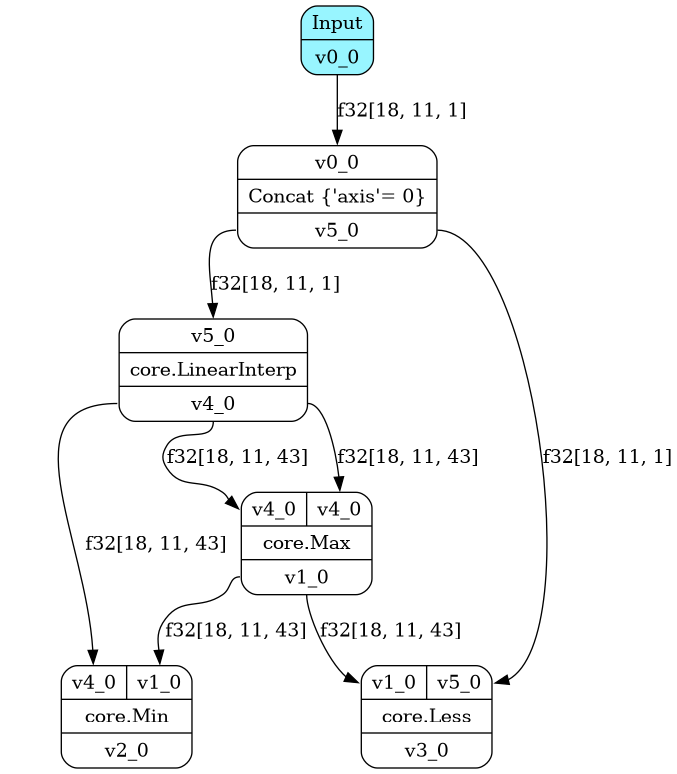 Input
v0_0
f32[18, 11, 1]
v0_0
Concat {'axis'= 0}
v5_0
f32[18, 11, 1]
v5_0
core.LinearInterp
v4_0
f32[18, 11, 43]
f32[18, 11, 43]
f32[18, 11, 1]
v4_0 v4_0
core.Max
v1_0
f32[18, 11, 43]
f32[18, 11, 43]
f32[18, 11, 43]
v4_0 v1_0
core.Min
v2_0
v1_0 v5_0
core.Less
v3_0